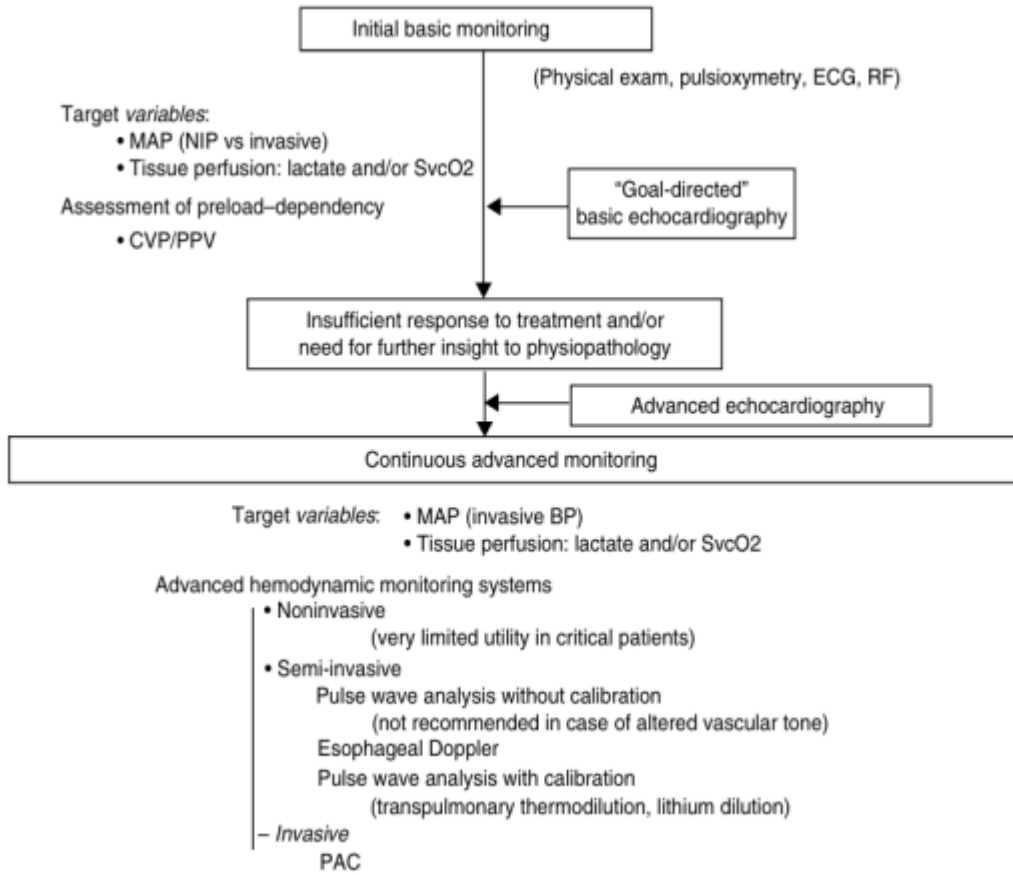 Initial basic monitoring
(Physical exam, pulsioxymetry, ECG, RF)
Target variables:
• MAP (NIP vs invasive)
• Tissue perfusion: lactate and/or SvcO2
Assessment of preload–dependency
• CVP/PPV
“Goal-directed”
basic echocardiography
Insufficient response to treatment and/or
need for further insight to physiopathology
Advanced echocardiography
Continuous advanced monitoring
Target variables: • MAP (invasive BP)
• Tissue perfusion: lactate and/or SvcO2
Advanced hemodynamic monitoring systems
• Noninvasive
(very limited utility in critical patients)
• Semi-invasive
Pulse wave analysis without calibration
(not recommended in case of altered vascular tone)
Esophageal Doppler
Pulse wave analysis with calibration
(transpulmonary thermodilution, lithium dilution)
– Invasive
PAC